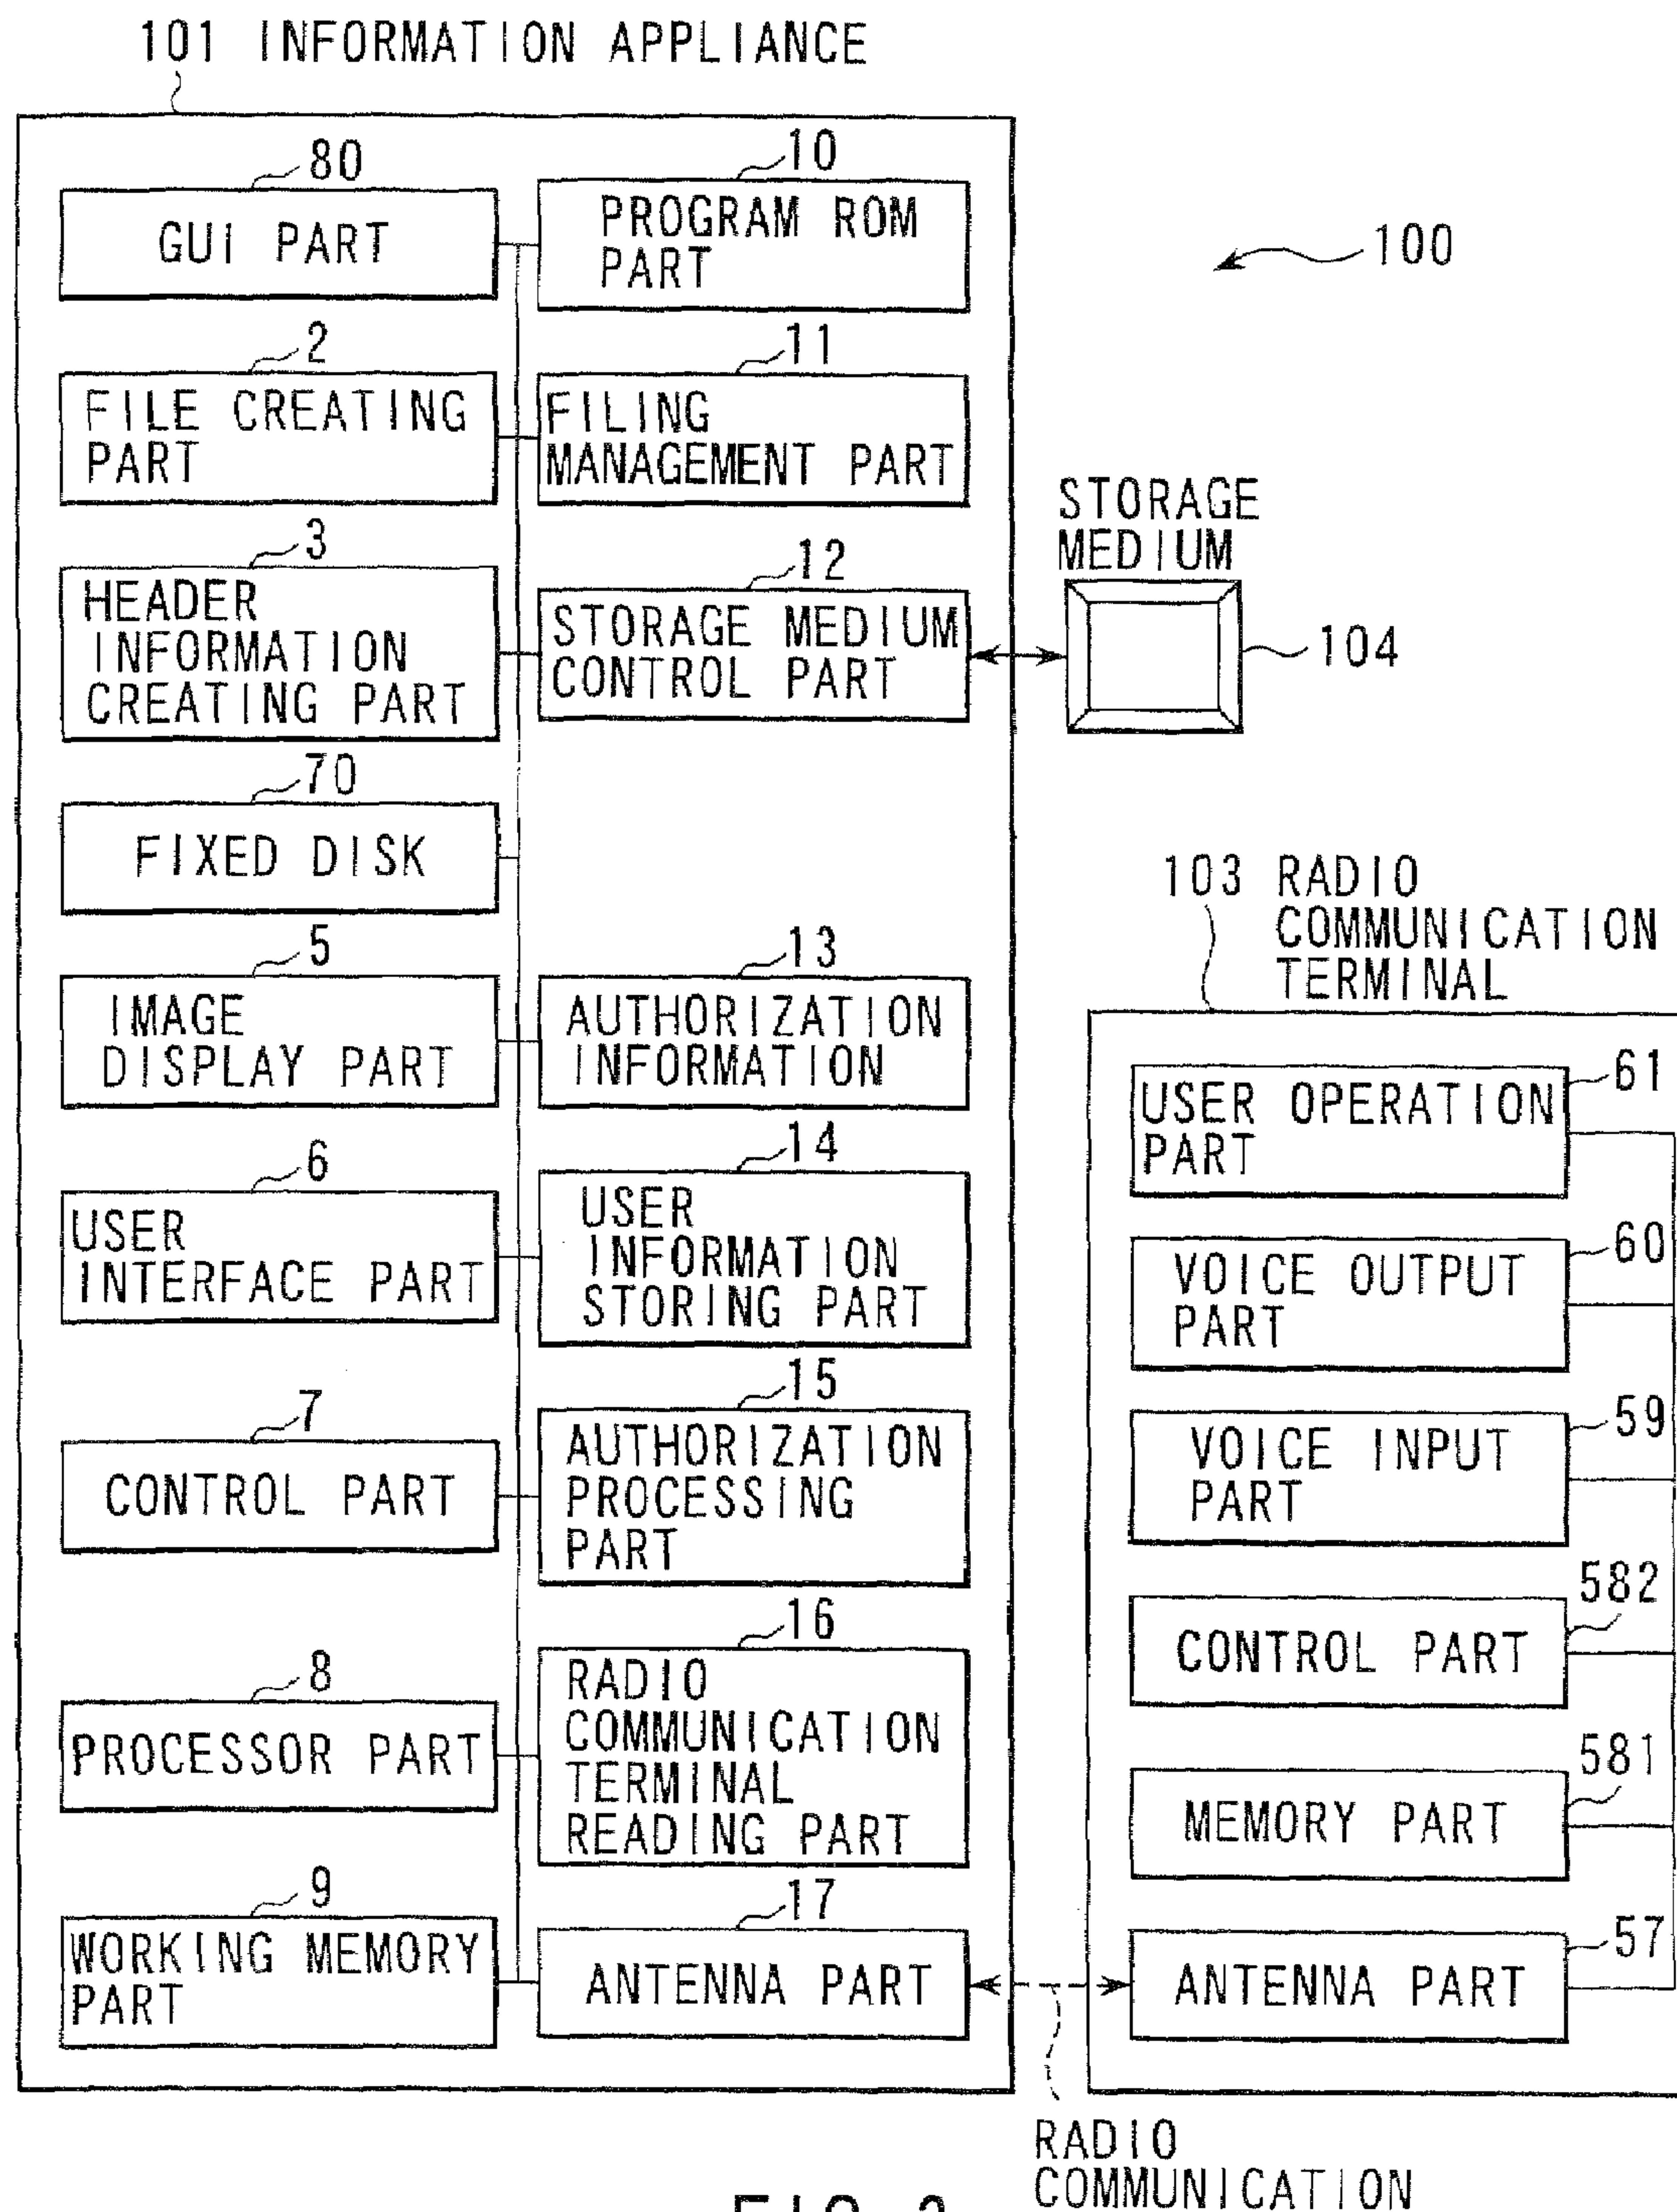 101 INFORMATION APPLIANCE
80
GUI PART
10
PROGRAM ROM
PART
100
2
FILE CREATING
PART
11
FILING
MANAGEMENT PART
3
HEADER
INFORMATION
CREATING PART
12
STORAGE MEDIUM
CONTROL PART
STORAGE
MEDIUM
104
70
FIXED DISK
5
IMAGE
DISPLAY PART
13
AUTHORIZATION
INFORMATION
6
USER
INTERFACE PART
14
USER
INFORMATION
STORING PART
7
CONTROL PART
15
AUTHORIZATION
PROCESSING
PART
8
PROCESSOR PART
16
RADIO
COMMUNICATION
TERMINAL
READING PART
9
WORKING MEMORY
PART
17
ANTENNA PART
103 RADIO
COMMUNICATION
TERMINAL
61
USER OPERATION
PART
60
VOICE OUTPUT
PART
59
VOICE INPUT
PART
582
CONTROL PART
581
MEMORY PART
57
ANTENNA PART
RADIO
COMMUNICATION